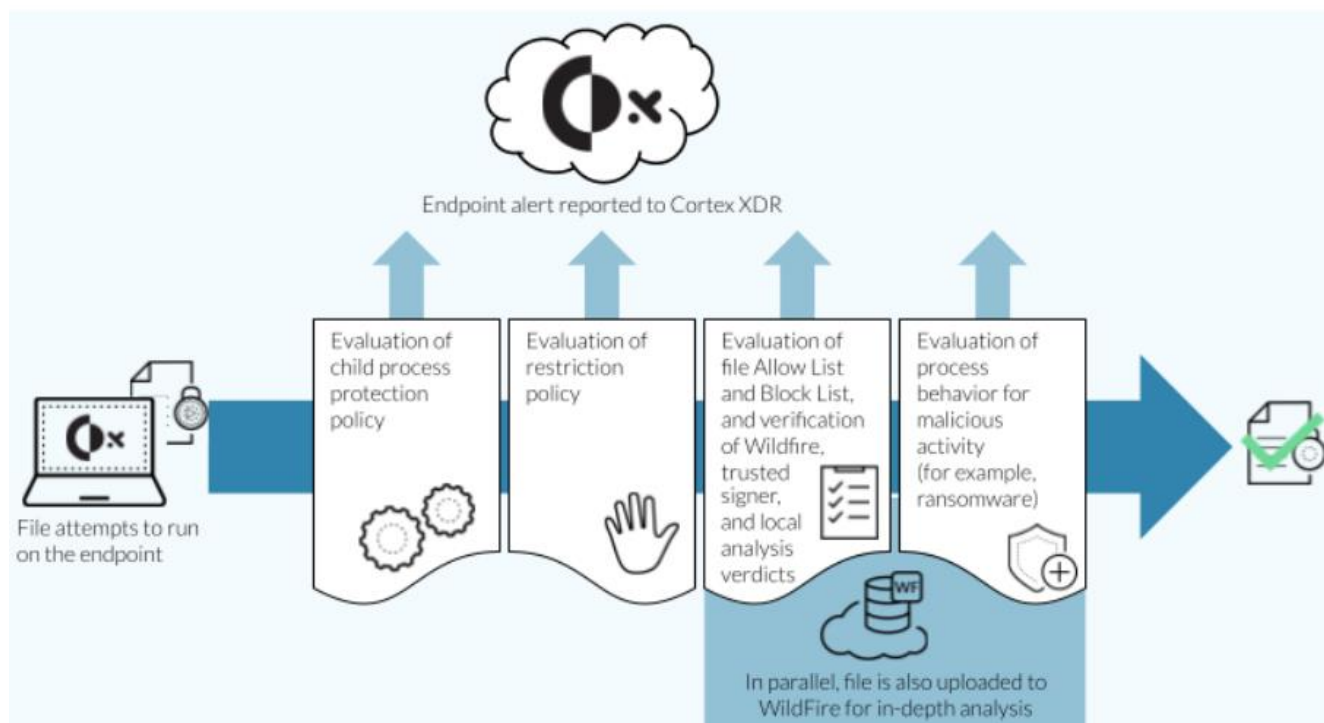 Endpoint alert reported to Cortex XDR
File attempts to run
on the endpoint
Evaluation of
child process
protection
policy
Evaluation of
restriction
policy
Evaluation of
file Allow List
and Block List,
and verification
of Wildfire,
trusted
signer,
and local
analysis
verdicts
Evaluation of
process
behavior for
malicious
activity
(for example,
ransomware)
WF
In parallel, file is also uploaded to
WildFire for in-depth analysis